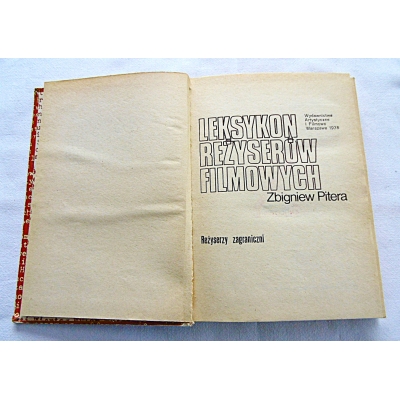 LEKSYKON
REŻYSERÓW
FILMOWYCH
Zbigniew Pitera
Wydawnictwa
Artystyczne
i Filmowe
Warszawa 1978
Reżyserzy zagraniczni